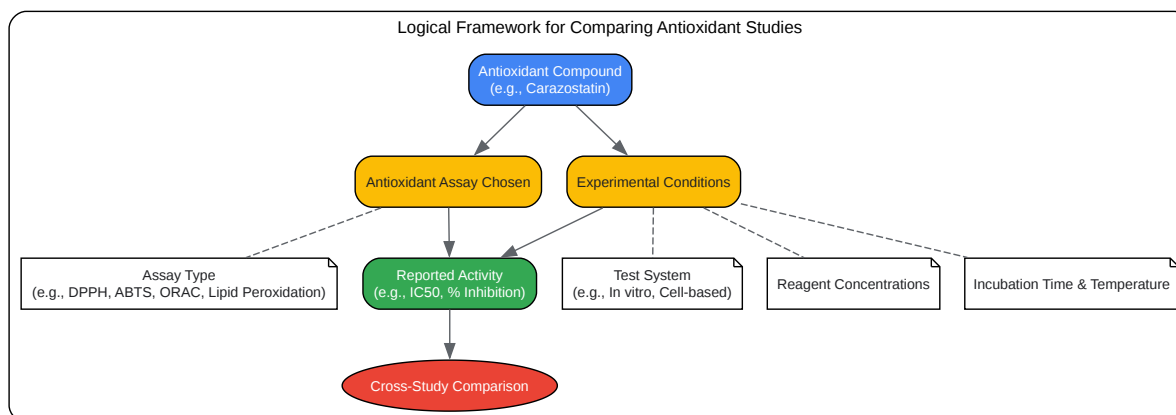 Logical Framework for Comparing Antioxidant Studies
Antioxidant Compound
(e.g., Carazostatin)
Antioxidant Assay Chosen
Experimental Conditions
Assay Type
(e.g., DPPH, ABTS, ORAC, Lipid Peroxidation)
Reported Activity
(e.g., IC50, % Inhibition)
Test System
(e.g., In vitro, Cell-based)
Reagent Concentrations
Incubation Time & Temperature
Cross-Study Comparison